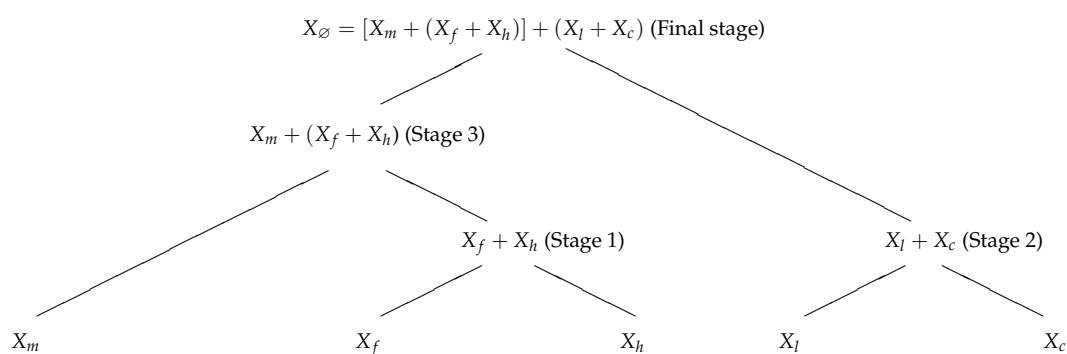 X_∅ = [X_m + (X_f + X_h)] + (X_l + X_c) (Final stage)
X_m + (X_f + X_h) (Stage 3)
X_f + X_h (Stage 1) X_l + X_c (Stage 2)
X_m X_f X_h X_l X_c